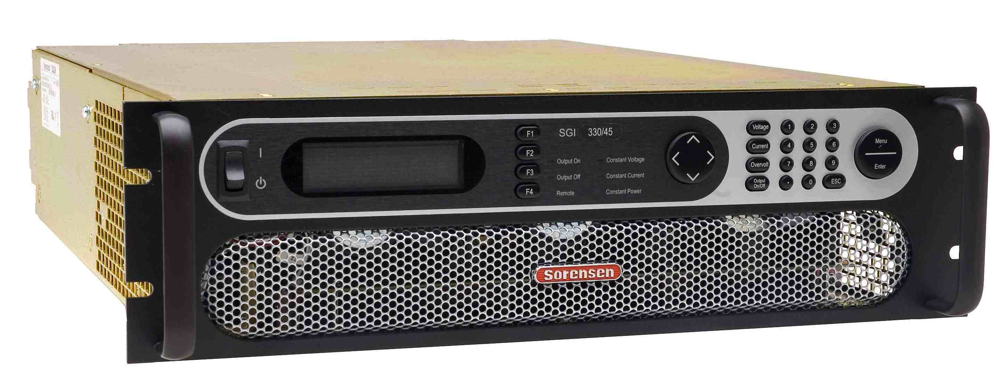 SGI 330/45
F1
F2
F3
F4
Output On
Constant Voltage
Output Off
Constant Current
Remote
Constant Power
Voltage 1 2 3
Current 4 5 6
Overvolt 7 8 9
Output
On/Off
. 0 ESC
Menu
Enter
Sorensen